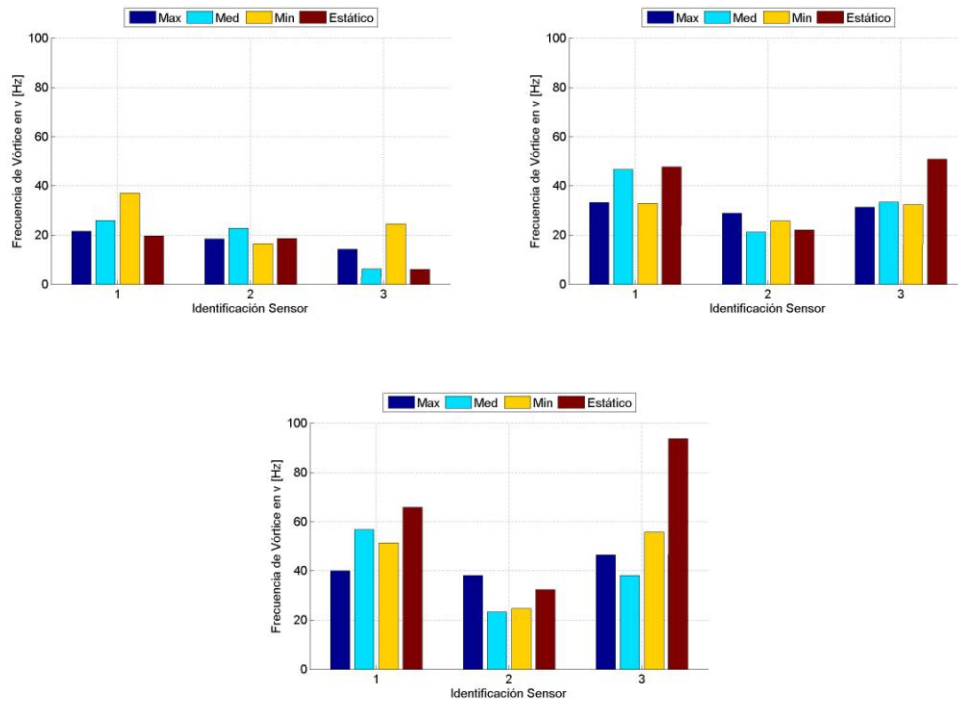 Max Med Min Estático
100
80
60
40
20
0
Frecuencia de Vórtice en v [Hz]
1 2 3
Identificación Sensor
Max Med Min Estático
100
80
60
40
20
0
Frecuencia de Vórtice en v [Hz]
1 2 3
Identificación Sensor
Max Med Min Estático
100
80
60
40
20
0
Frecuencia de Vórtice en v [Hz]
1 2 3
Identificación Sensor